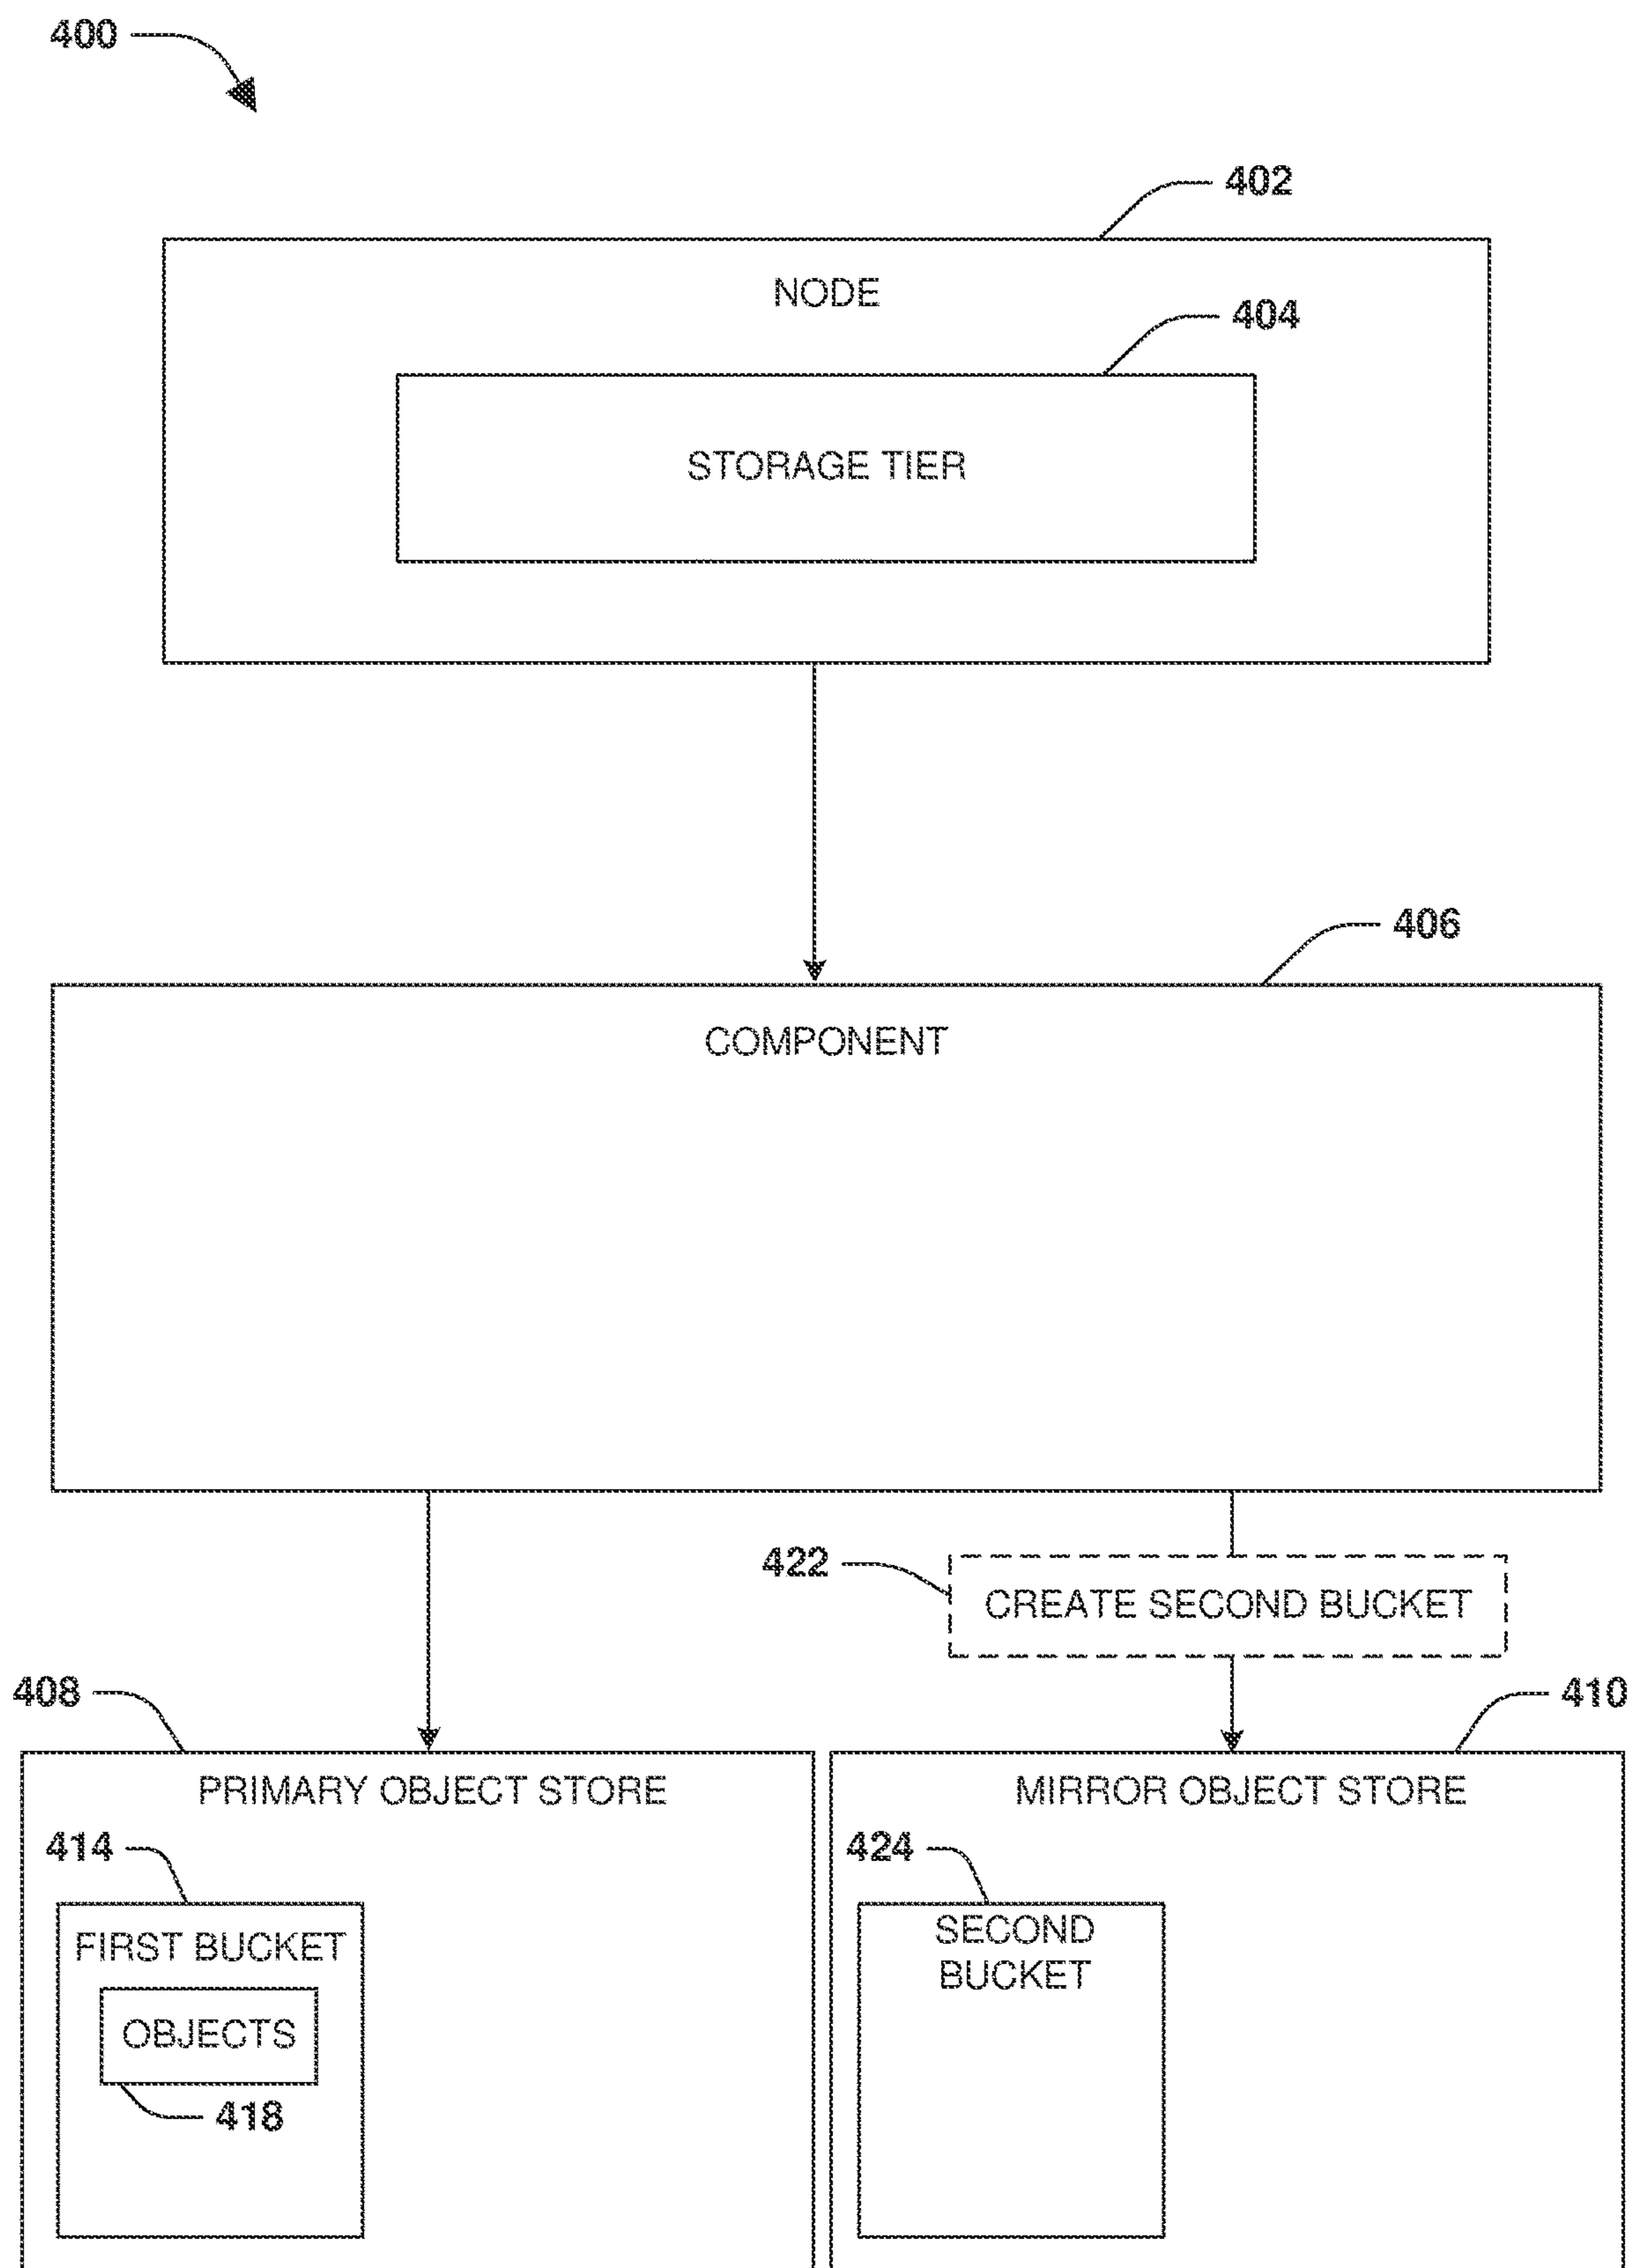 400
402
NODE
404
STORAGE TIER
406
COMPONENT
422
CREATE SECOND BUCKET
408
410
PRIMARY OBJECT STORE
MIRROR OBJECT STORE
414
424
FIRST BUCKET
SECOND
BUCKET
OBJECTS
418